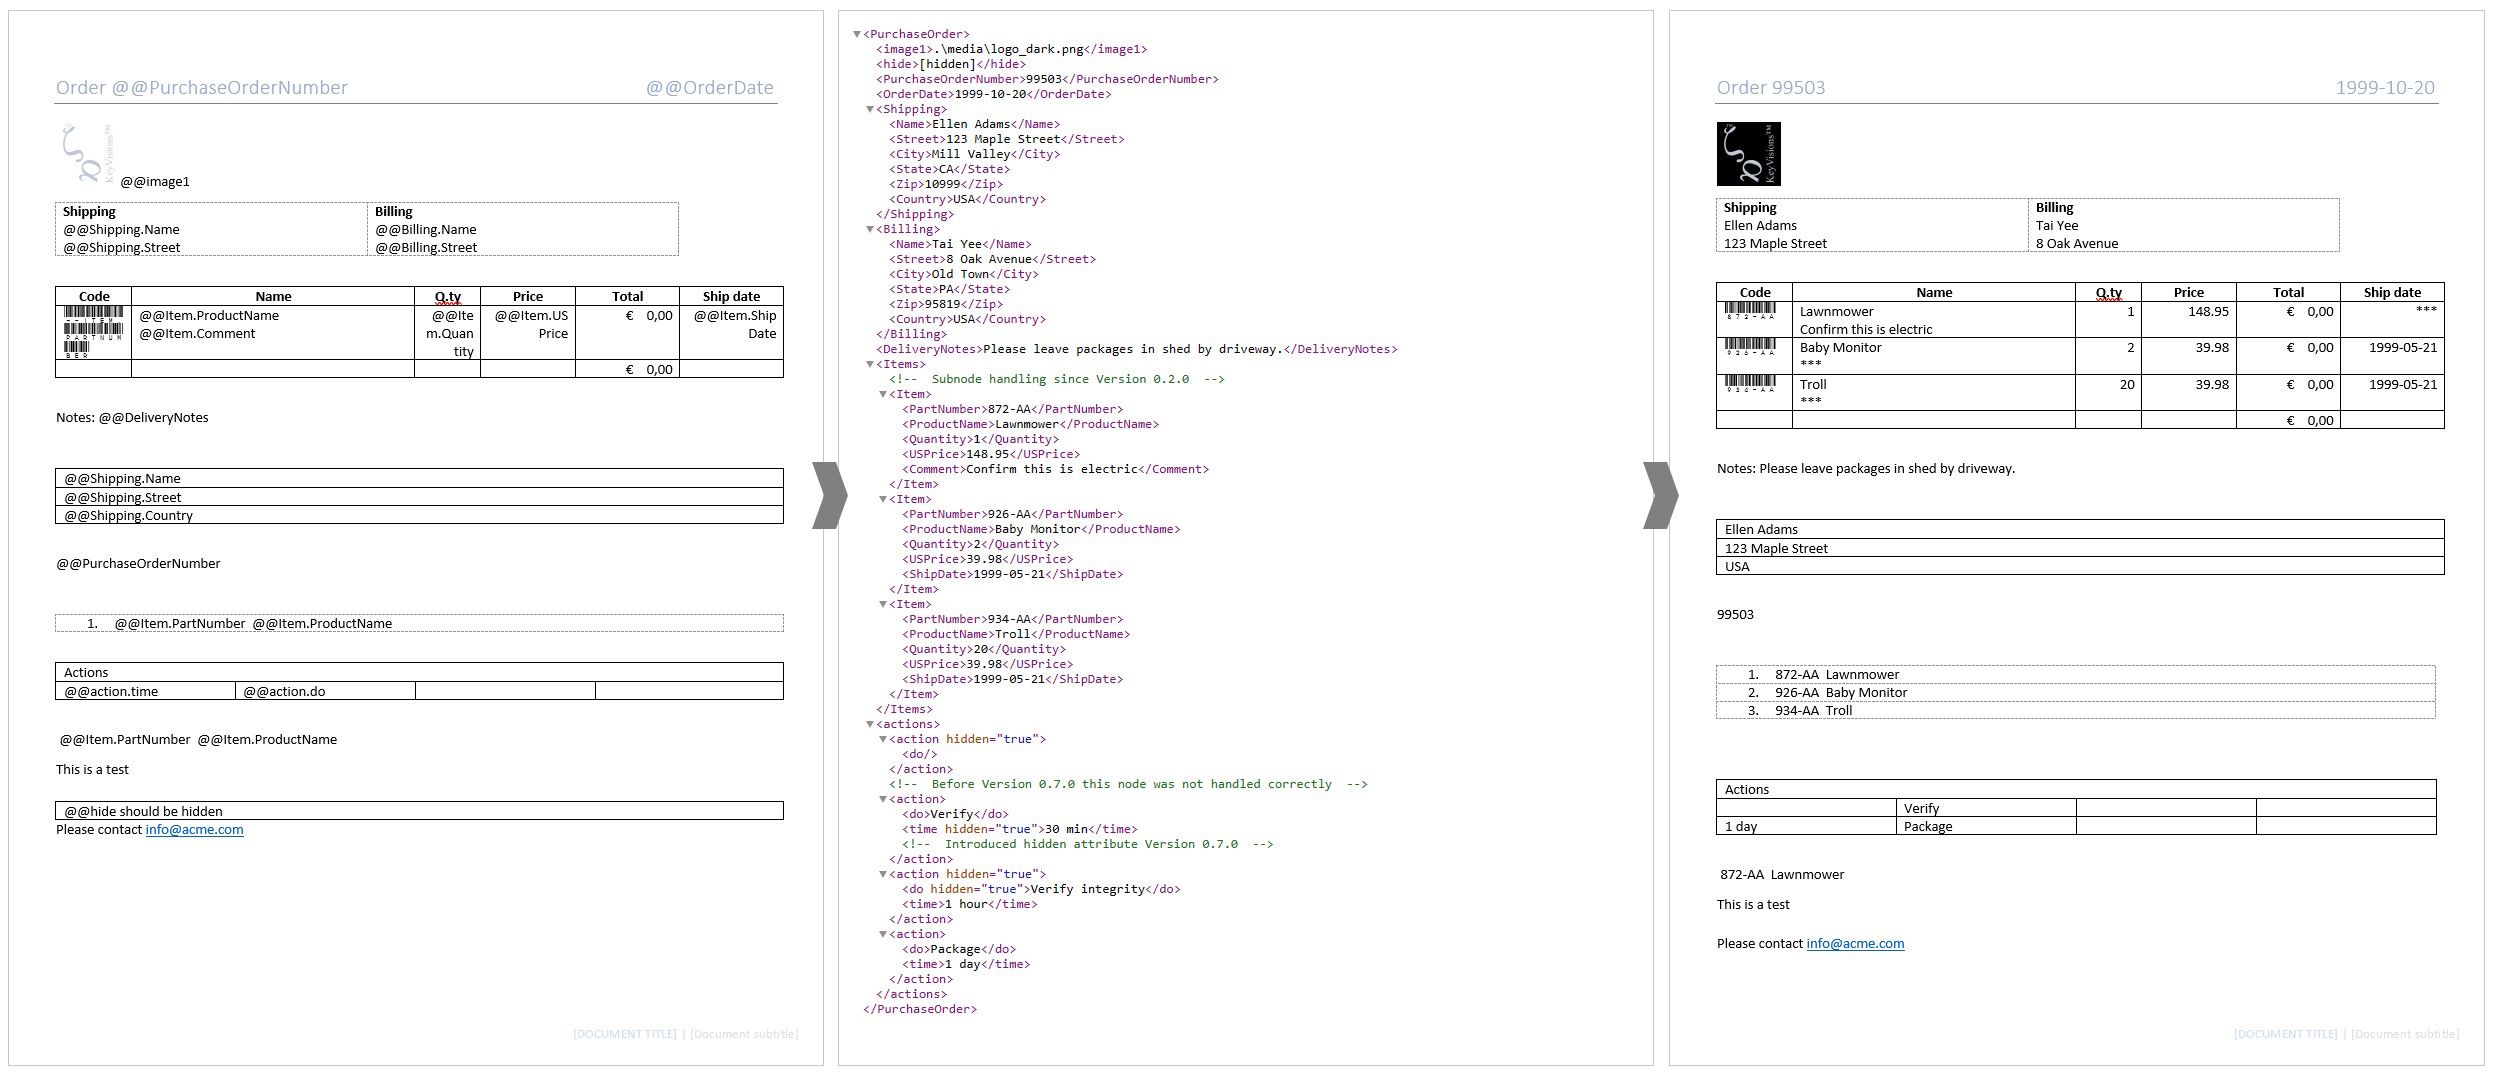 Order @@PurchaseOrderNumber @@OrderDate
KeyVisions™
@@image1
Shipping Billing
@@Shipping.Name @@Billing.Name
@@Shipping.Street @@Billing.Street
Code Name Q.ty Price Total Ship date
@@Item.ProductName @@Ite @@Item.US € 0,00 @@Item.Ship
--ITEM
@@Item.Comment m.Quan Price Date
PARTNUM
tity
BER
€ 0,00
Notes: @@DeliveryNotes
@@Shipping.Name
@@Shipping.Street
@@Shipping.Country
@@PurchaseOrderNumber
1. @@Item.PartNumber @@Item.ProductName
Actions
@@action.time @@action.do
@@Item.PartNumber @@Item.ProductName
This is a test
@@hide should be hidden
Please contact info@acme.com
[DOCUMENT TITLE] | [Document subtitle]
<PurchaseOrder>
<image1>.\media\logo_dark.png</image1>
<hide>[hidden]</hide>
<PurchaseOrderNumber>99503</PurchaseOrderNumber>
<OrderDate>1999-10-20</OrderDate>
<Shipping>
<Name>Ellen Adams</Name>
<Street>123 Maple Street</Street>
<City>Mill Valley</City>
<State>CA</State>
<Zip>10999</Zip>
<Country>USA</Country>
</Shipping>
<Billing>
<Name>Tai Yee</Name>
<Street>8 Oak Avenue</Street>
<City>Old Town</City>
<State>PA</State>
<Zip>95819</Zip>
<Country>USA</Country>
</Billing>
<DeliveryNotes>Please leave packages in shed by driveway.</DeliveryNotes>
<Items>
<!-- Subnode handling since Version 0.2.0 -->
<Item>
<PartNumber>872-AA</PartNumber>
<ProductName>Lawnmower</ProductName>
<Quantity>1</Quantity>
<USPrice>148.95</USPrice>
<Comment>Confirm this is electric</Comment>
</Item>
<Item>
<PartNumber>926-AA</PartNumber>
<ProductName>Baby Monitor</ProductName>
<Quantity>2</Quantity>
<USPrice>39.98</USPrice>
<ShipDate>1999-05-21</ShipDate>
</Item>
<Item>
<PartNumber>934-AA</PartNumber>
<ProductName>Troll</ProductName>
<Quantity>20</Quantity>
<USPrice>39.98</USPrice>
<ShipDate>1999-05-21</ShipDate>
</Item>
</Items>
<actions>
<action hidden="true">
<do/>
</action>
<!-- Before Version 0.7.0 this node was not handled correctly -->
<action>
<do>Verify</do>
<time hidden="true">30 min</time>
<!-- Introduced hidden attribute Version 0.7.0 -->
</action>
<action hidden="true">
<do hidden="true">Verify integrity</do>
<time>1 hour</time>
</action>
<action>
<do>Package</do>
<time>1 day</time>
</action>
</actions>
</PurchaseOrder>
Order 99503 1999-10-20
KeyVisions™
Shipping Billing
Ellen Adams Tai Yee
123 Maple Street 8 Oak Avenue
Code Name Q.ty Price Total Ship date
872-AA Lawnmower 1 148.95 € 0,00 ***
Confirm this is electric
926-AA Baby Monitor 2 39.98 € 0,00 1999-05-21
***
934-AA Troll 20 39.98 € 0,00 1999-05-21
***
€ 0,00
Notes: Please leave packages in shed by driveway.
Ellen Adams
123 Maple Street
USA
99503
1. 872-AA Lawnmower
2. 926-AA Baby Monitor
3. 934-AA Troll
Actions
Verify
1 day Package
872-AA Lawnmower
This is a test
Please contact info@acme.com
[DOCUMENT TITLE] | [Document subtitle]